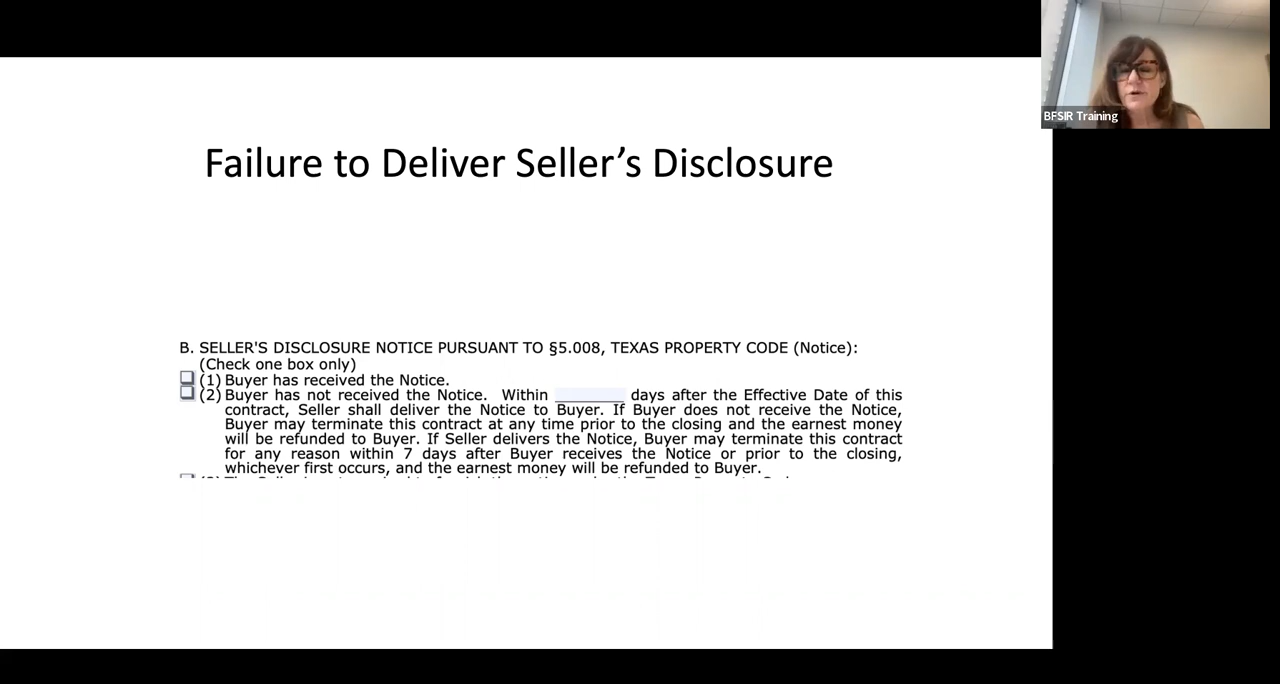 BFSIR Training
Failure to Deliver Seller’s Disclosure
B. SELLER'S DISCLOSURE NOTICE PURSUANT TO §5.008, TEXAS PROPERTY CODE (Notice):
(Check one box only)
(1) Buyer has received the Notice.
(2) Buyer has not received the Notice. Within ________ days after the Effective Date of this
contract, Seller shall deliver the Notice to Buyer. If Buyer does not receive the Notice,
Buyer may terminate this contract at any time prior to the closing and the earnest money
will be refunded to Buyer. If Seller delivers the Notice, Buyer may terminate this contract
for any reason within 7 days after Buyer receives the Notice or prior to the closing,
whichever first occurs, and the earnest money will be refunded to Buyer.